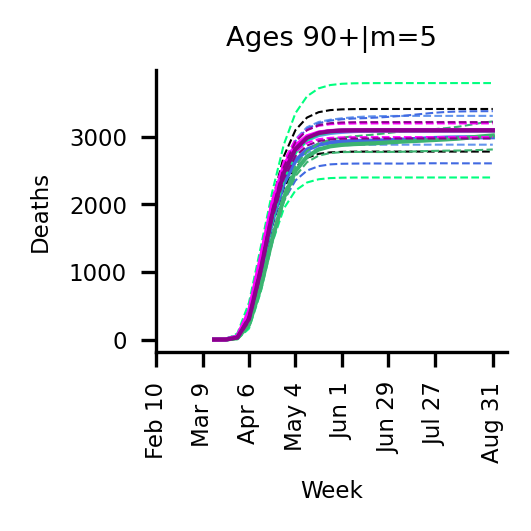 Ages 90+|m=5
Deaths
3000
2000
1000
0
Feb 10
Mar 9
Apr 6
May 4
Jun 1
Jun 29
Jul 27
Aug 31
Week